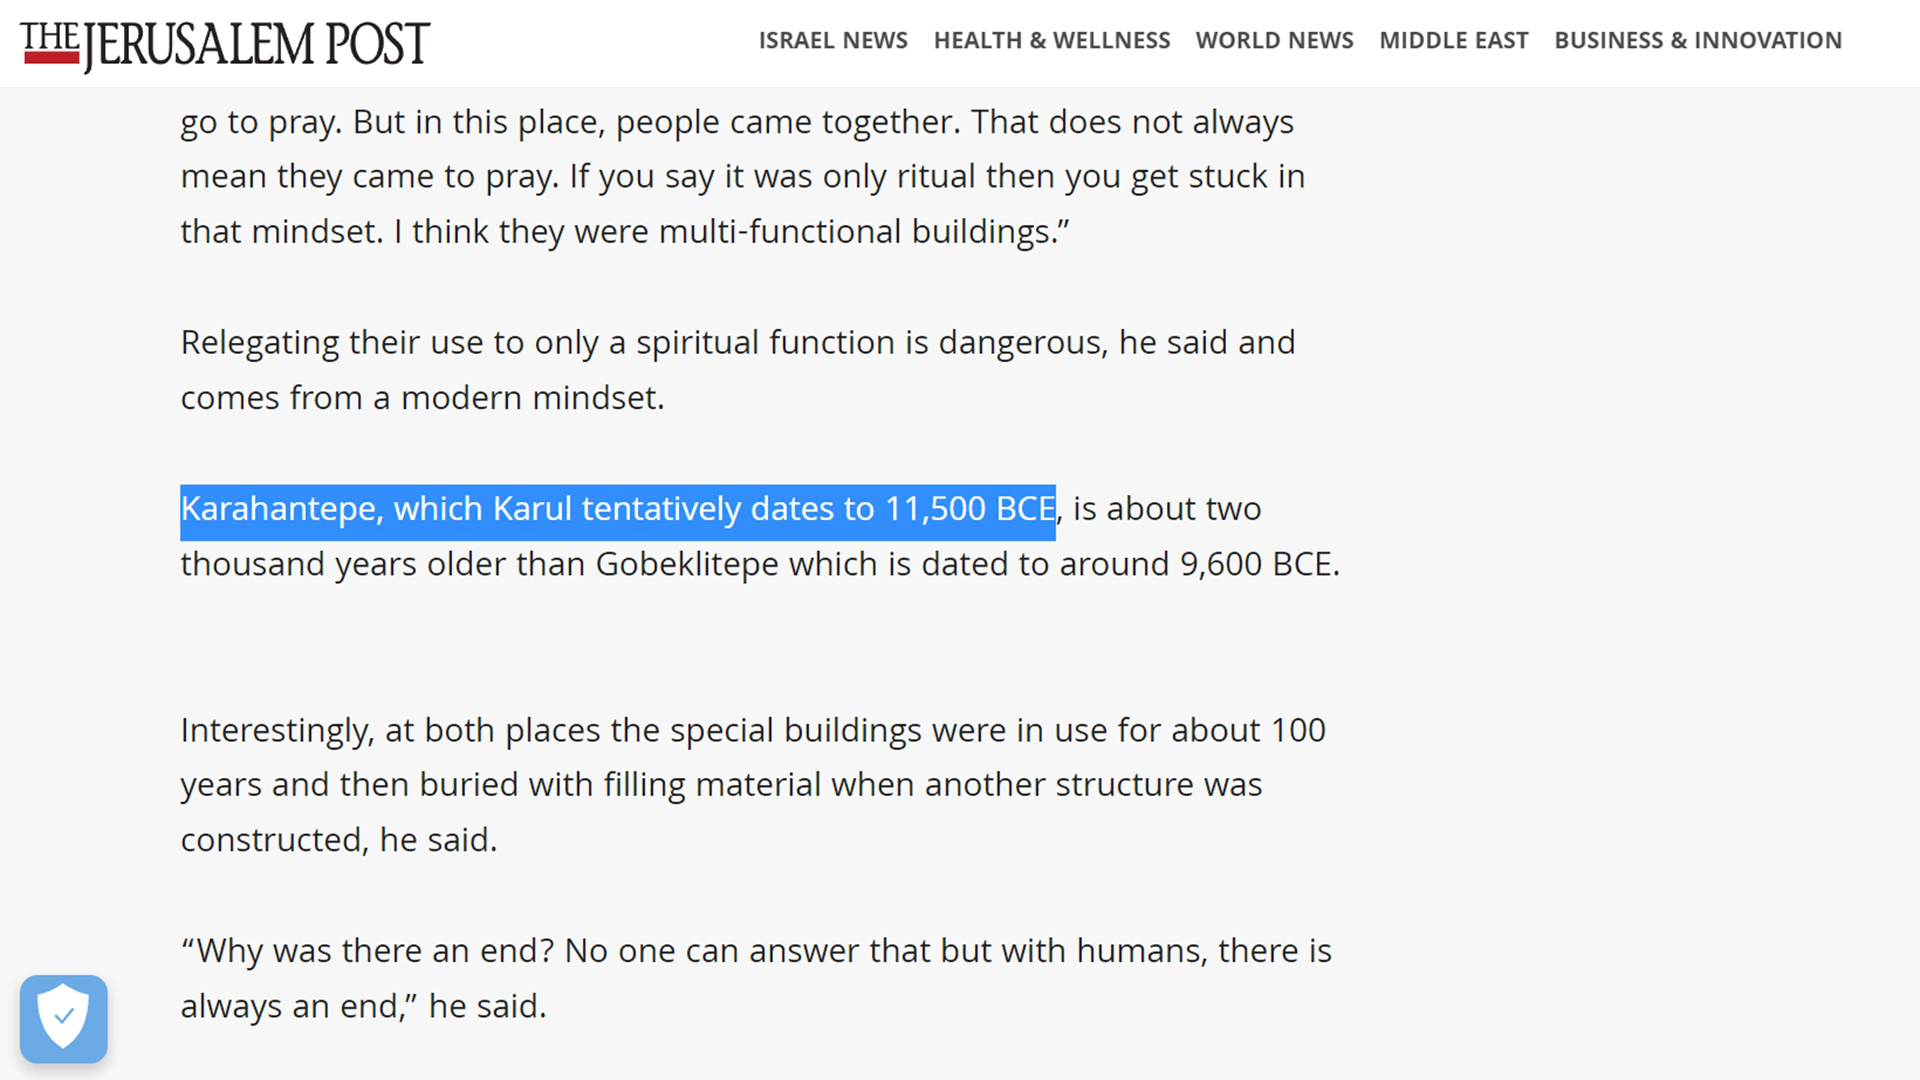 THE JERUSALEM POST
ISRAEL NEWS HEALTH & WELLNESS WORLD NEWS MIDDLE EAST BUSINESS & INNOVATION
go to pray. But in this place, people came together. That does not always
mean they came to pray. If you say it was only ritual then you get stuck in
that mindset. I think they were multi-functional buildings.”
Relegating their use to only a spiritual function is dangerous, he said and
comes from a modern mindset.
Karahantepe, which Karul tentatively dates to 11,500 BCE, is about two
thousand years older than Gobeklitepe which is dated to around 9,600 BCE.
Interestingly, at both places the special buildings were in use for about 100
years and then buried with filling material when another structure was
constructed, he said.
“Why was there an end? No one can answer that but with humans, there is
always an end,” he said.